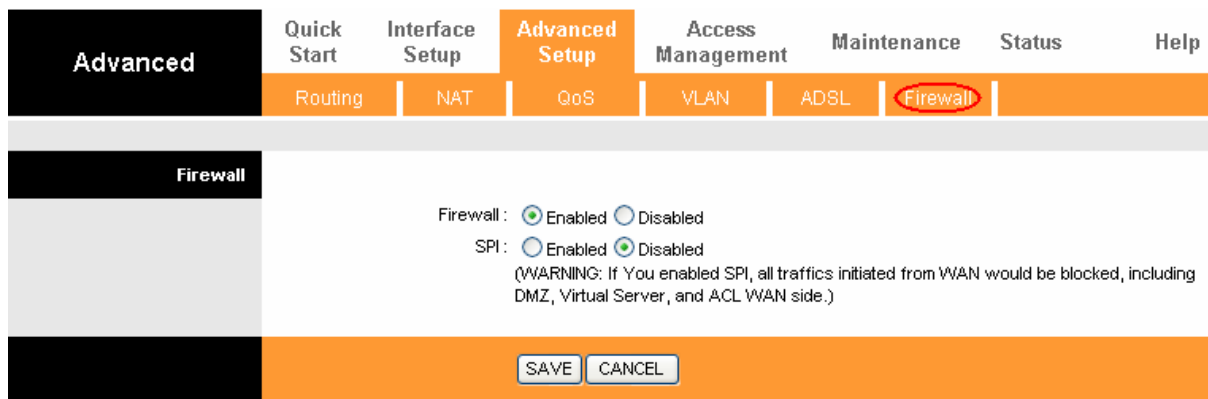 Advanced
Quick Start
Interface Setup
Advanced Setup
Access Management
Maintenance
Status
Help
Routing
NAT
QoS
VLAN
ADSL
Firewall
Firewall
Firewall : Enabled Disabled
SPI : Enabled Disabled
(WARNING: If You enabled SPI, all traffics initiated from WAN would be blocked, including
DMZ, Virtual Server, and ACL WAN side.)
SAVE CANCEL